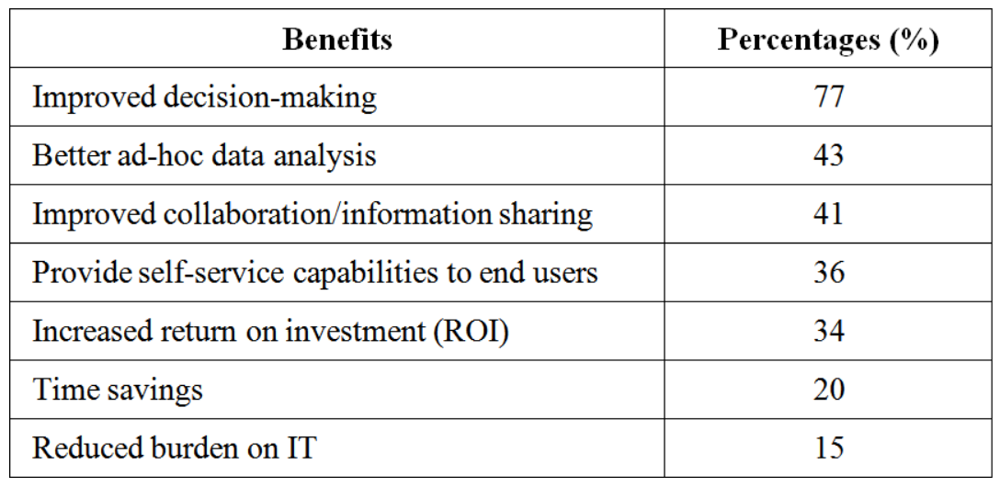 Benefits Percentages (%)
Improved decision-making 77
Better ad-hoc data analysis 43
Improved collaboration/information sharing 41
Provide self-service capabilities to end users 36
Increased return on investment (ROI) 34
Time savings 20
Reduced burden on IT 15